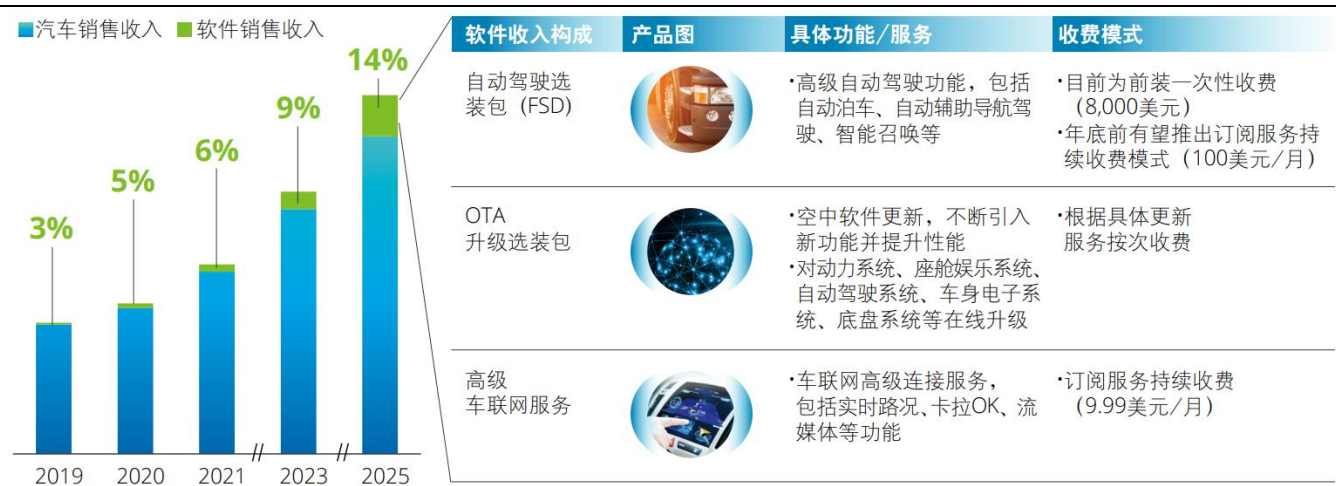 汽车销售收入 软件销售收入
3%
5%
6%
9%
14%
2019 2020 2021 2023 2025
软件收入构成 产品图 具体功能/服务 收费模式
自动驾驶选
装包（FSD）
·高级自动驾驶功能，包括
自动泊车、自动辅助导航驾
驶、智能召唤等
·目前为前装一次性收费
（8,000美元）
·年底前有望推出订阅服务持
续收费模式（100美元/月）
OTA
升级选装包
·空中软件更新，不断引入
新功能并提升性能
·对动力系统、座舱娱乐系统、
自动驾驶系统、车身电子系
统、底盘系统等在线升级
·根据具体更新
服务按次收费
高级
车联网服务
·车联网高级连接服务，
包括实时路况、卡拉OK、流
媒体等功能
·订阅服务持续收费
（9.99美元/月）